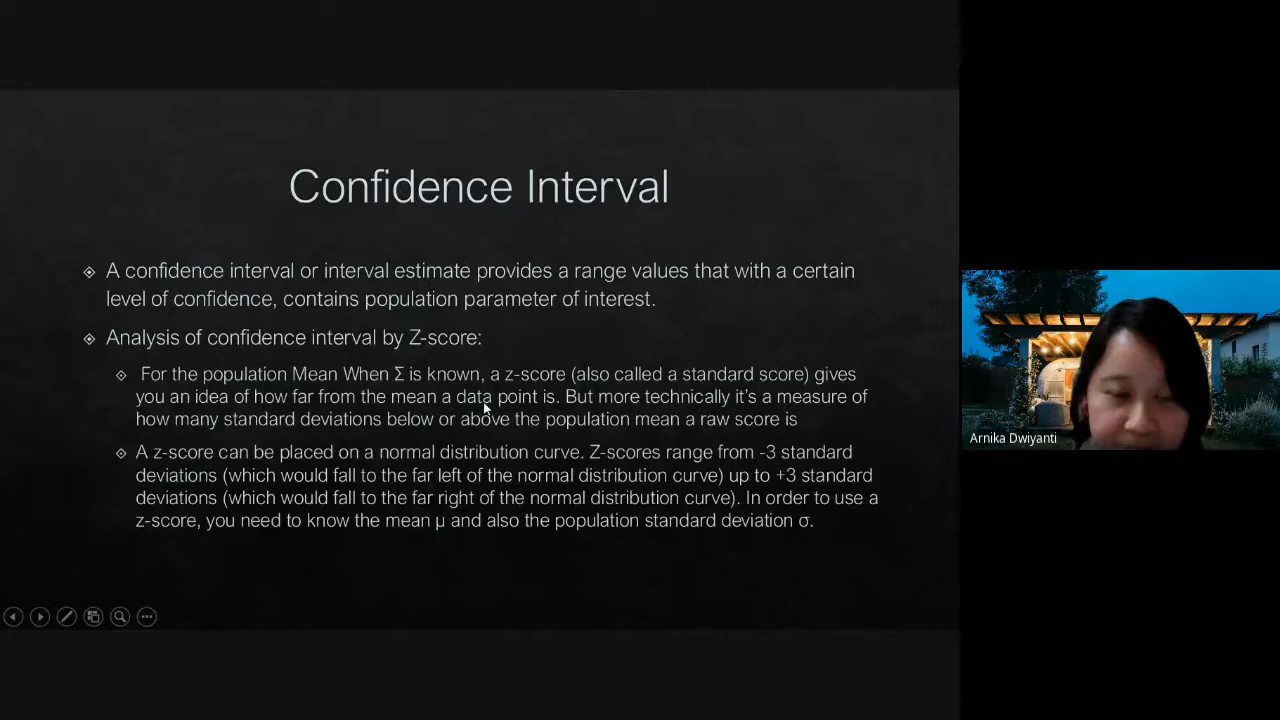 Confidence Interval
A confidence interval or interval estimate provides a range values that with a certain
level of confidence, contains population parameter of interest.
Analysis of confidence interval by Z-score:
For the population Mean When Σ is known, a z-score (also called a standard score) gives
you an idea of how far from the mean a data point is. But more technically it's a measure of
how many standard deviations below or above the population mean a raw score is
A z-score can be placed on a normal distribution curve. Z-scores range from -3 standard
deviations (which would fall to the far left of the normal distribution curve) up to +3 standard
deviations (which would fall to the far right of the normal distribution curve). In order to use a
z-score, you need to know the mean μ and also the population standard deviation σ.
Arnika Dwiyanti